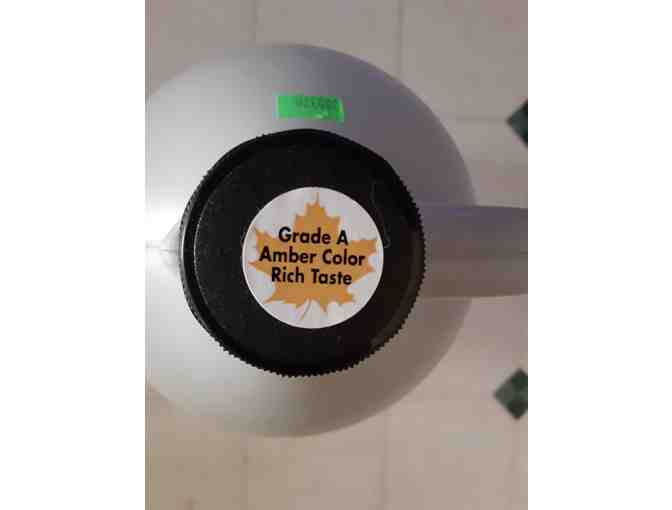 Grade A
Amber Color
Rich Taste